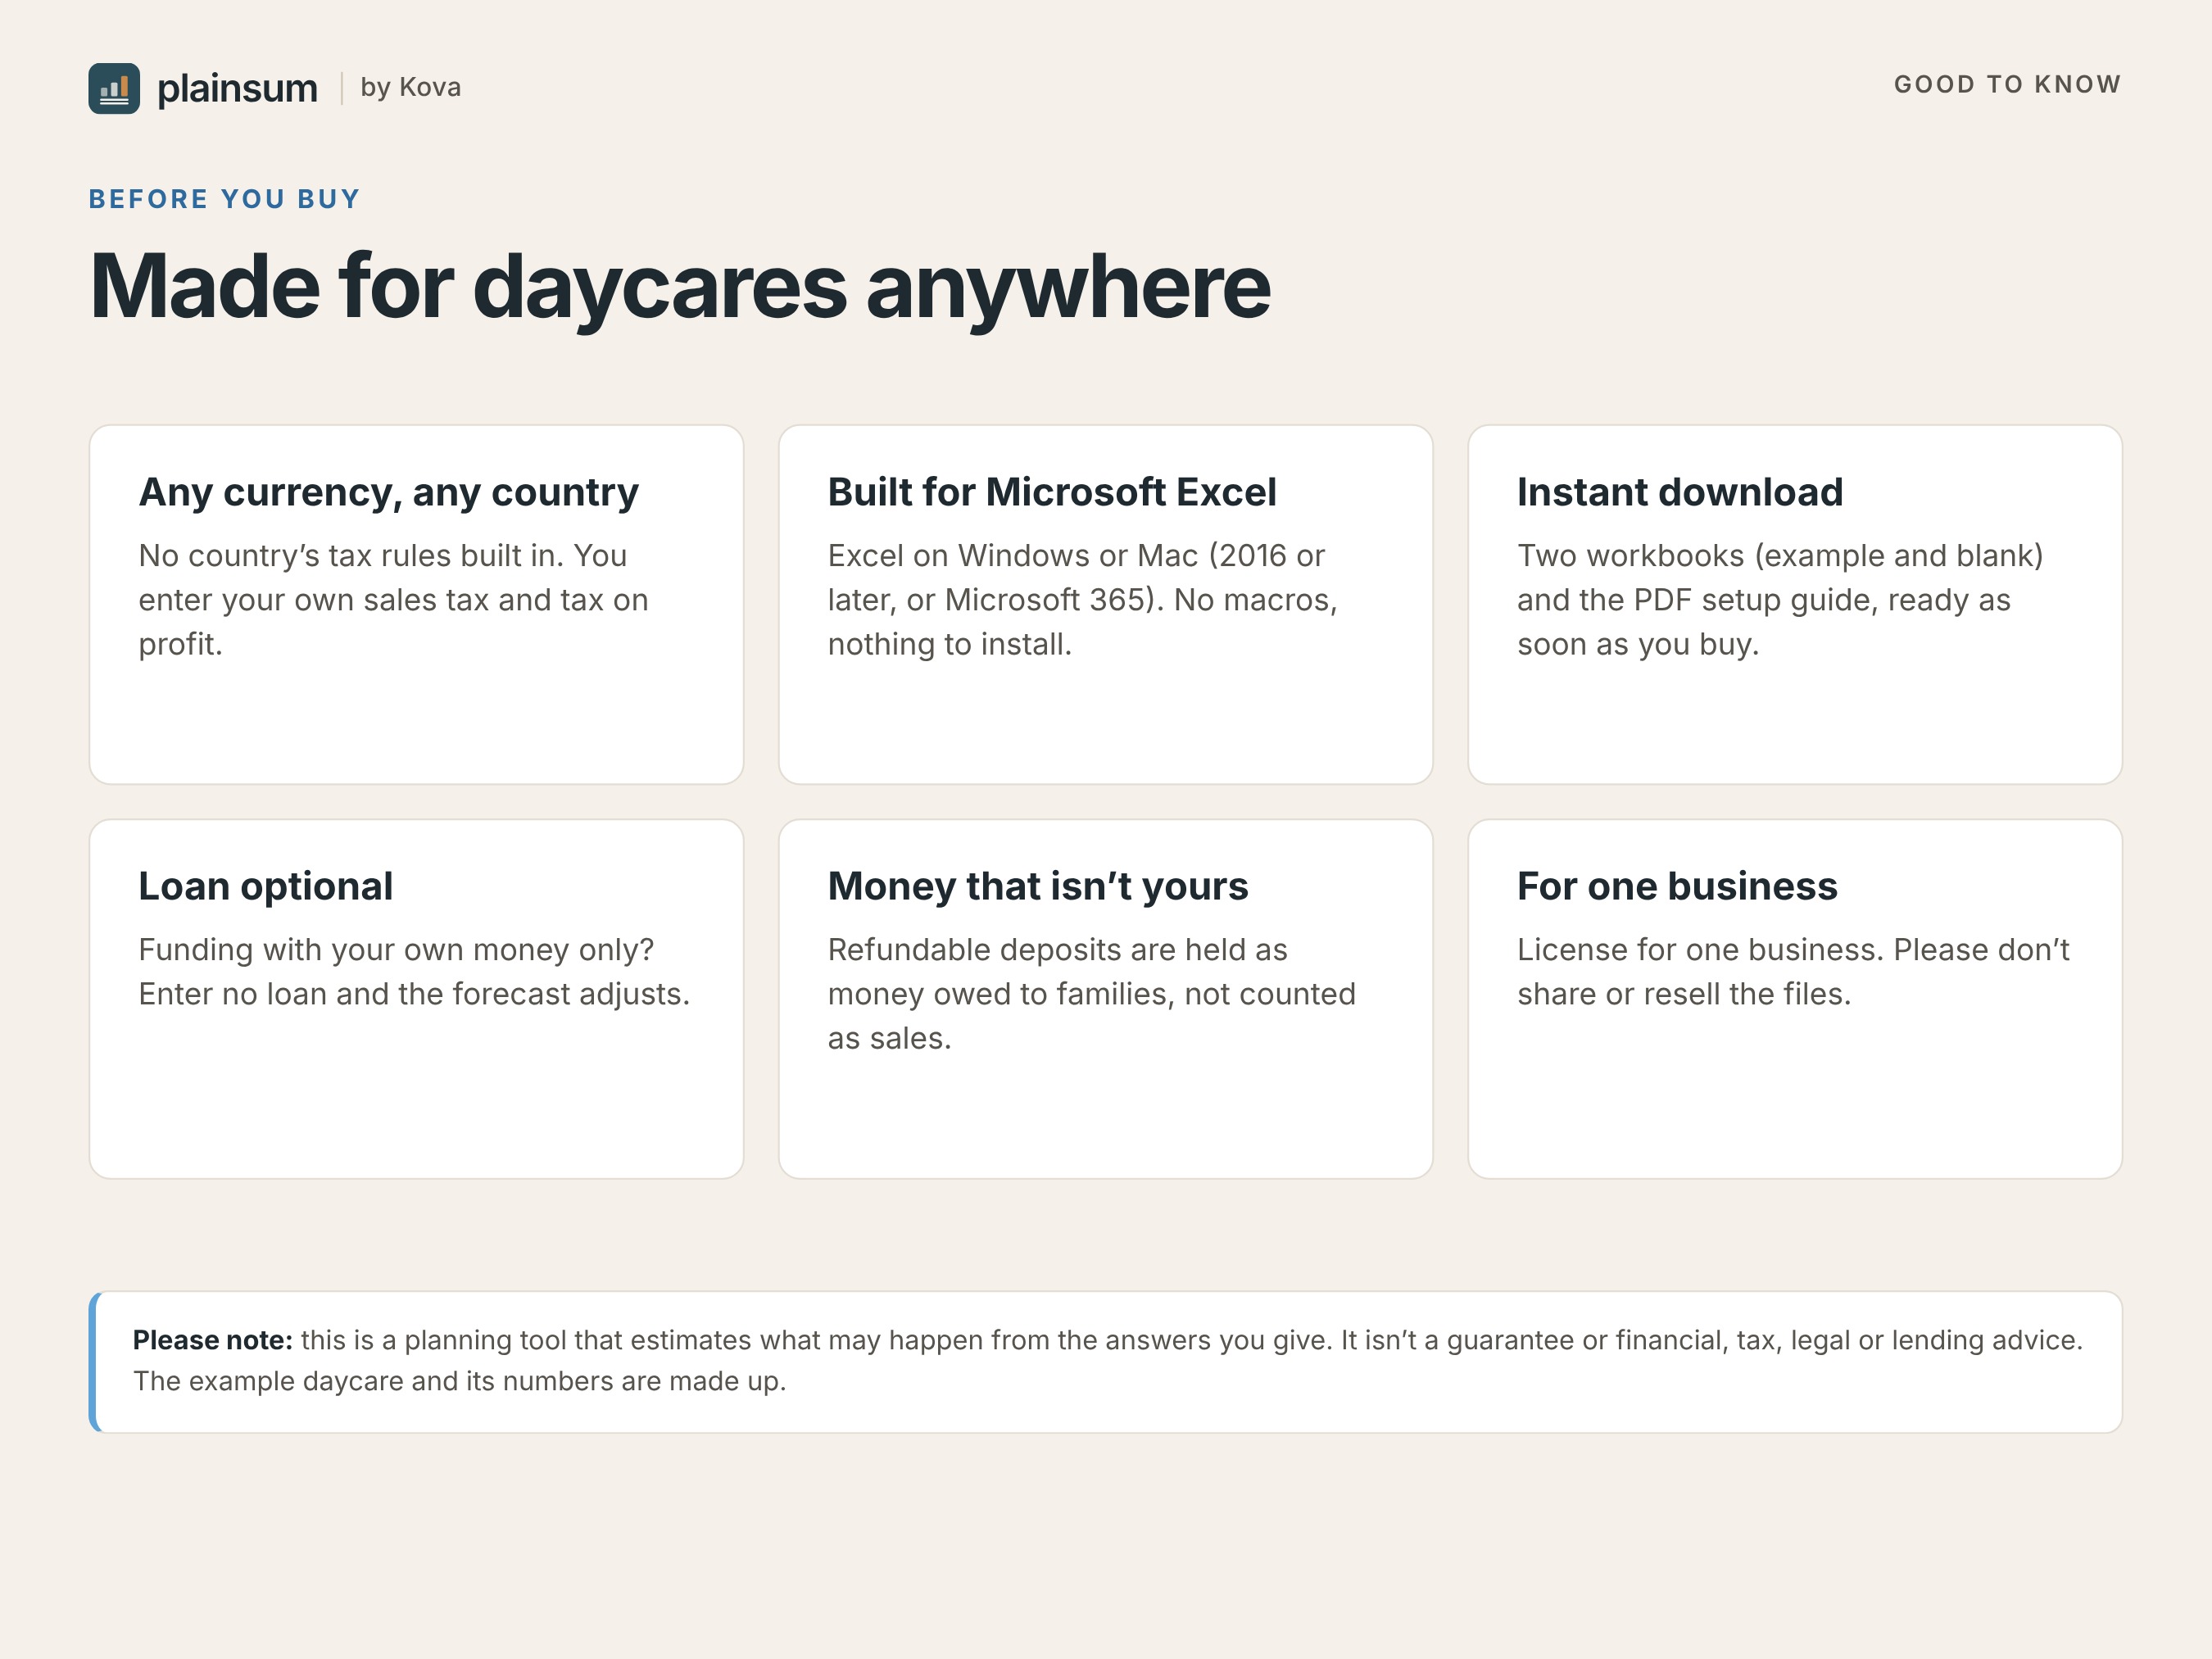 plainsum | by Kova
GOOD TO KNOW
BEFORE YOU BUY
Made for daycares anywhere
Any currency, any country
No country’s tax rules built in. You
enter your own sales tax and tax on
profit.
Built for Microsoft Excel
Excel on Windows or Mac (2016 or
later, or Microsoft 365). No macros,
nothing to install.
Instant download
Two workbooks (example and blank)
and the PDF setup guide, ready as
soon as you buy.
Loan optional
Funding with your own money only?
Enter no loan and the forecast adjusts.
Money that isn’t yours
Refundable deposits are held as
money owed to families, not counted
as sales.
For one business
License for one business. Please don’t
share or resell the files.
Please note: this is a planning tool that estimates what may happen from the answers you give. It isn’t a guarantee or financial, tax, legal or lending advice.
The example daycare and its numbers are made up.